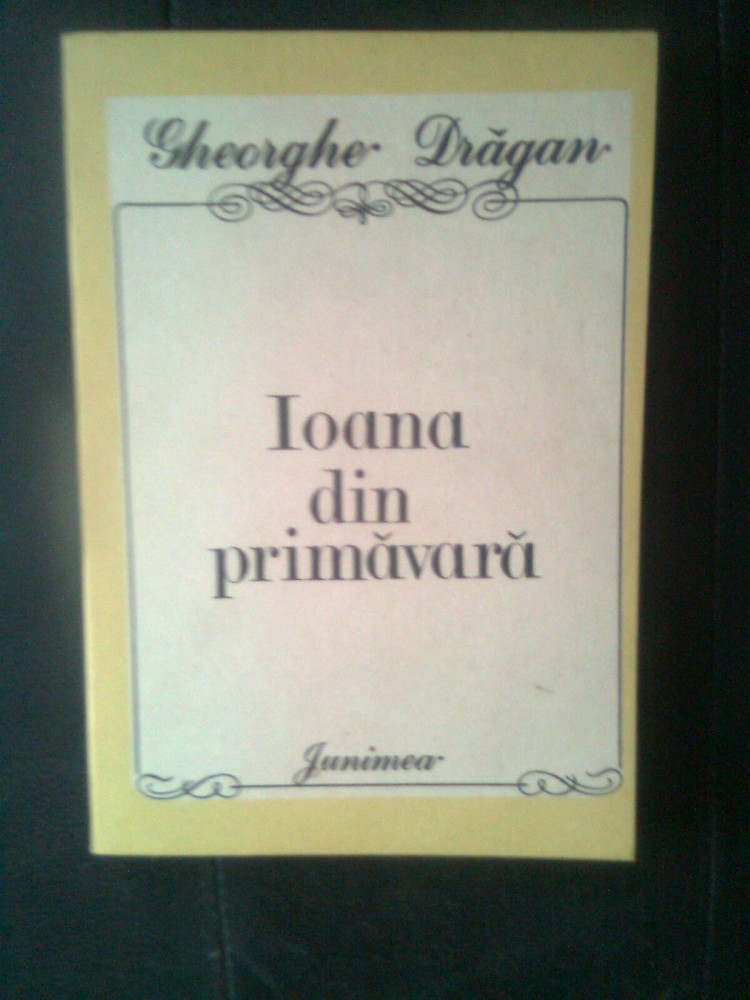 Gheorghe Drăgan
Ioana
din
primăvară
Junimea